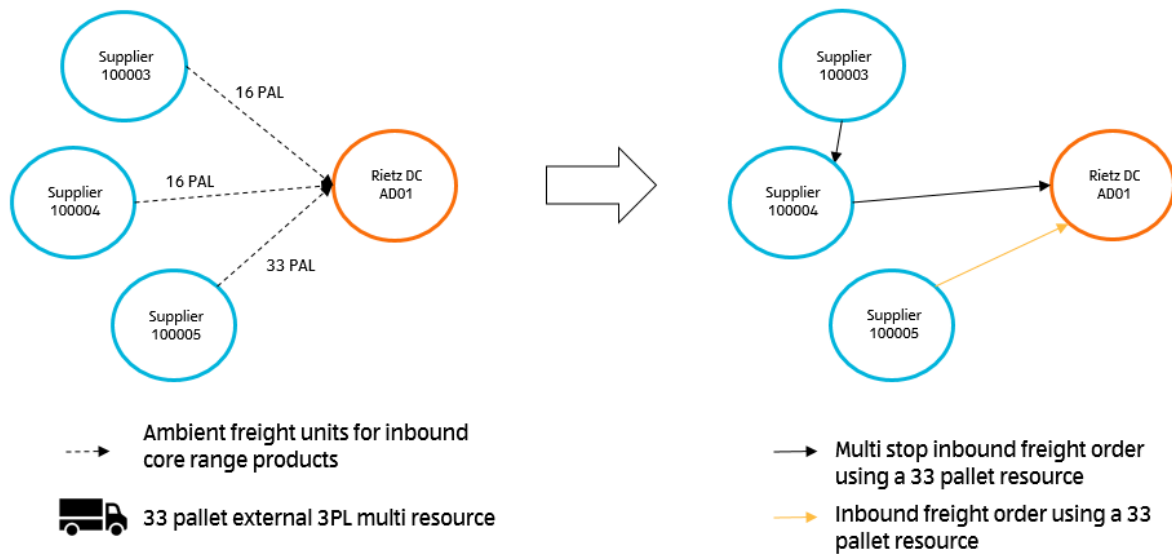 Supplier
100003
16 PAL
Supplier
100004
16 PAL
Rietz DC
AD01
33 PAL
Supplier
100005
Ambient freight units for inbound
core range products
33 pallet external 3PL multi resource
Supplier
100003
Supplier
100004
Rietz DC
AD01
Supplier
100005
Multi stop inbound freight order
using a 33 pallet resource
Inbound freight order using a 33
pallet resource